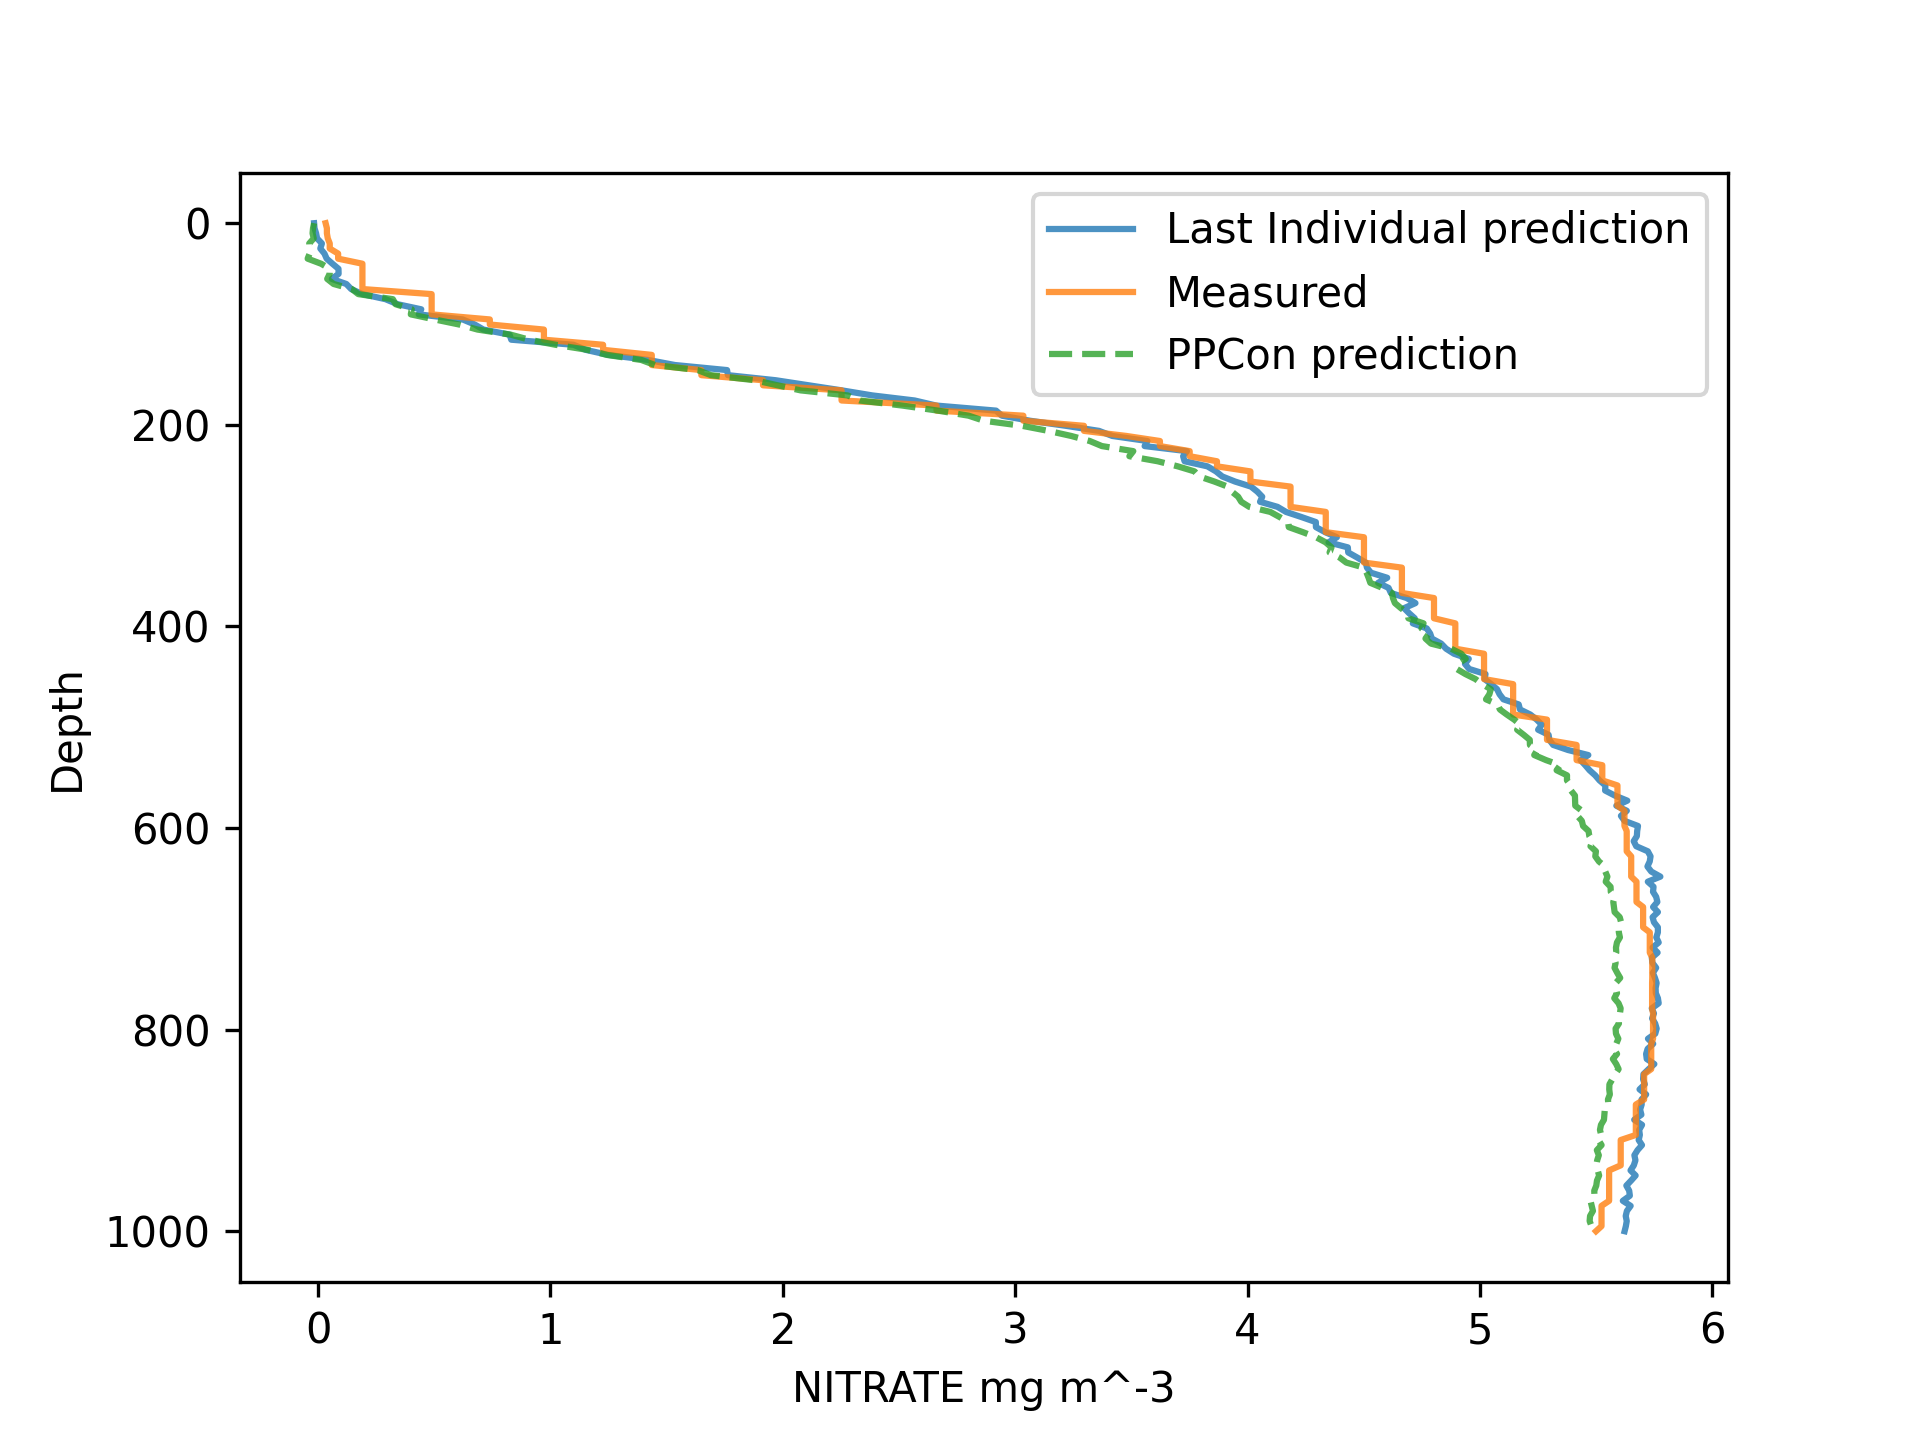 Last Individual prediction
Measured
PPCon prediction
0
200
400
600
800
1000
Depth
0 1 2 3 4 5 6
NITRATE mg m^-3